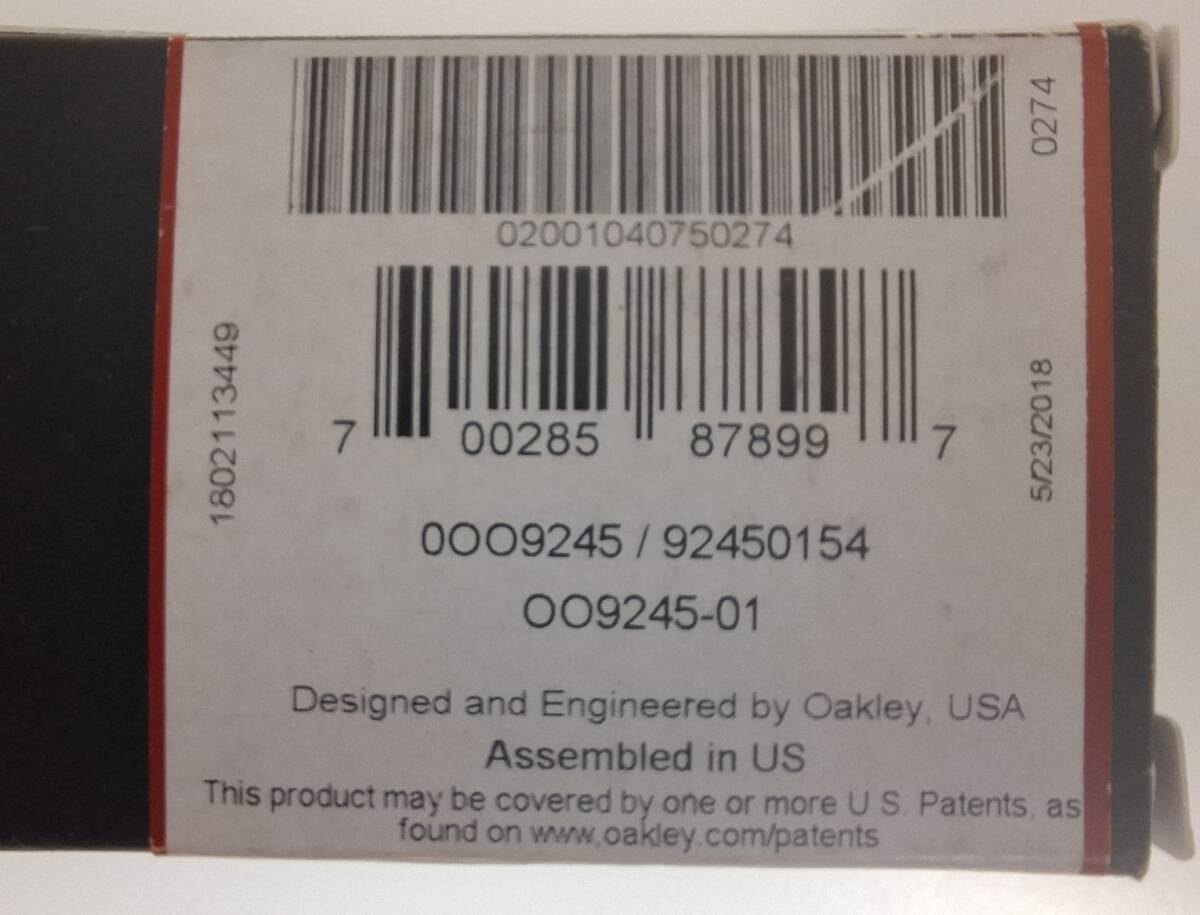 0274
02001040750274
1802113449
7 00285 87899 7
5/23/2018
0OO9245 / 92450154
OO9245-01
Designed and Engineered by Oakley, USA
Assembled in US
This product may be covered by one or more U.S. Patents, as
found on www.oakley.com/patents